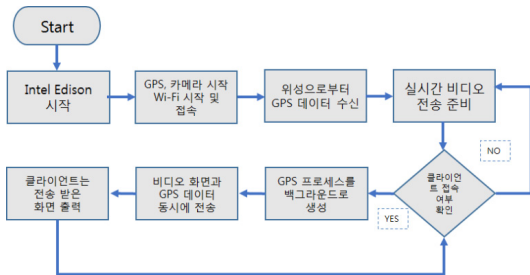 Start
Intel Edison
시작
GPS, 카메라 시작
Wi-Fi 시작 및
접속
위성으로부터
GPS 데이터 수신
실시간 비디오
전송 준비
NO
클라이언
트 접속
여부
확인
YES
GPS 프로세스를
백그라운드로
생성
비디오 화면과
GPS 데이터
동시에 전송
클라이언트는
전송 받은
화면 출력